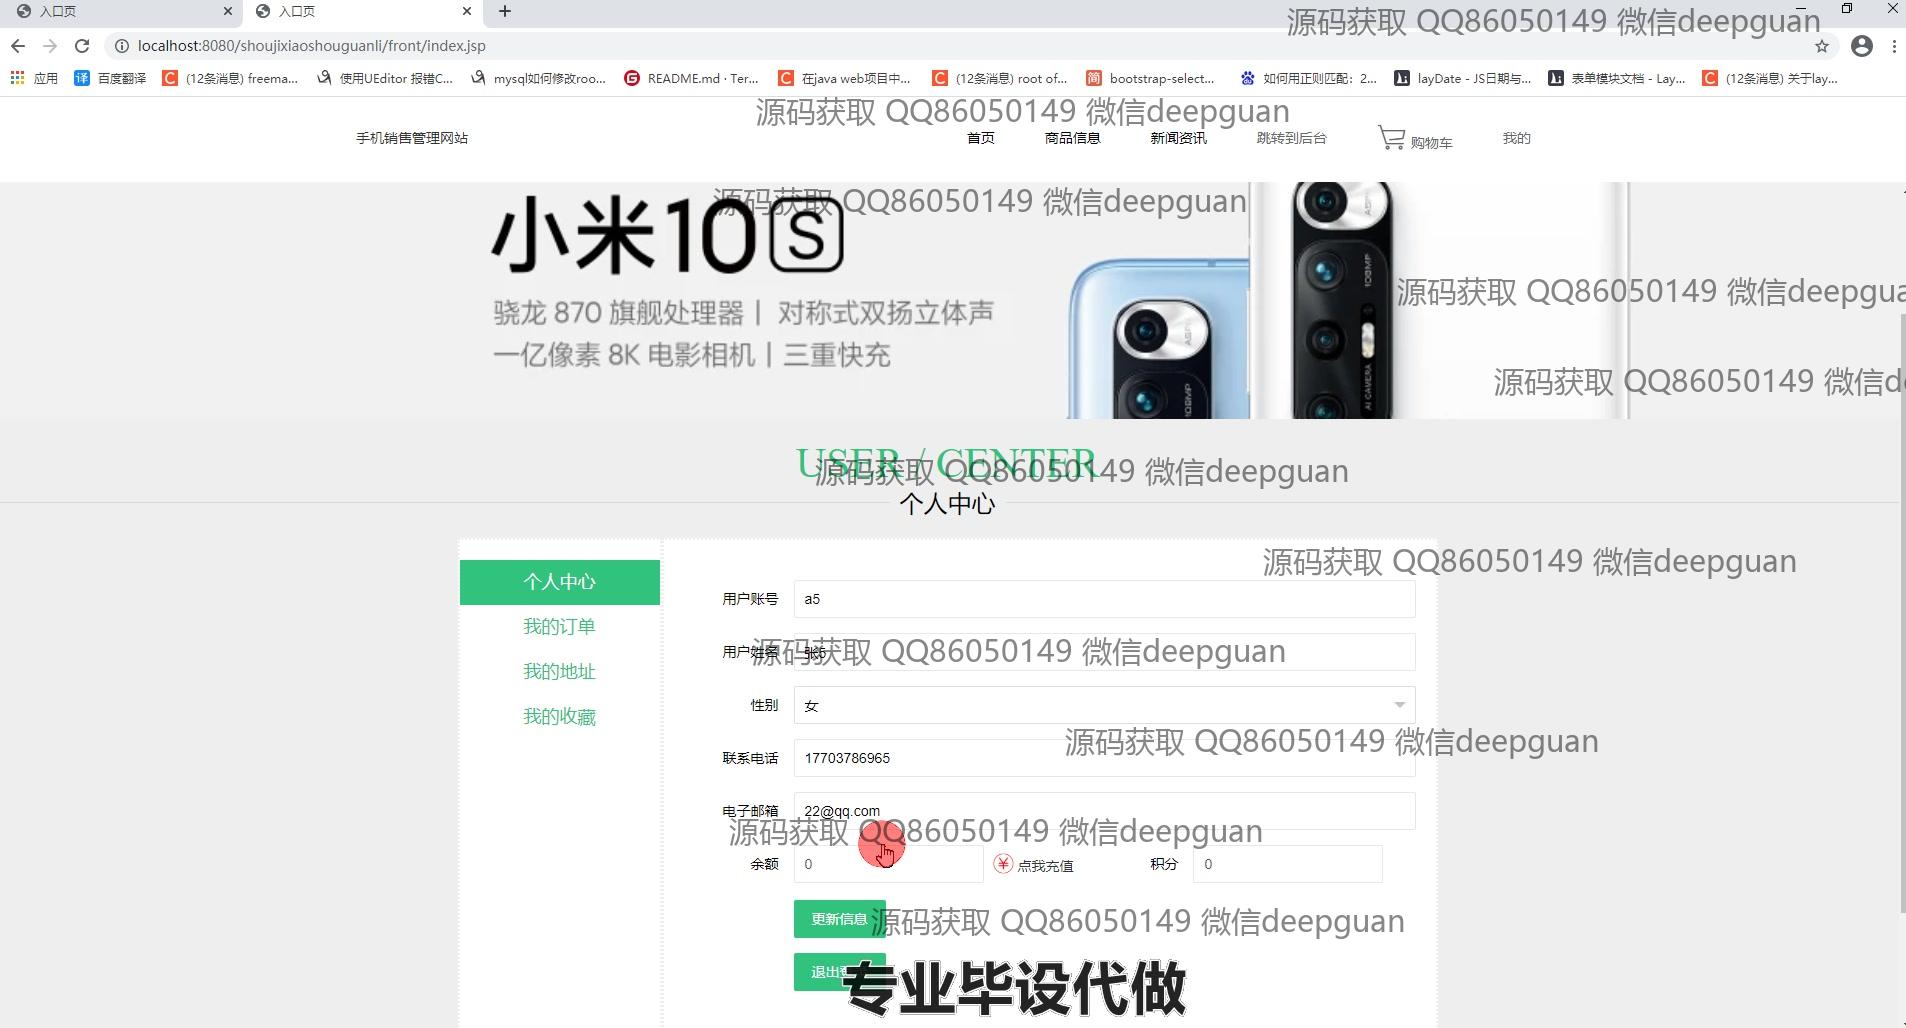 入口页
入口页
源码获取 QQ86050149 微信deepguan
localhost:8080/shoujixiaoshouguanli/front/index.jsp
应用 百度翻译 (12条消息) freema... 使用UEditor 报错C... mysql如何修改roo... README.md · Ter... 在java web项目中... (12条消息) root of... bootstrap-select... 如何用正则匹配：2... layDate - JS日期与... 表单模块文档 - Lay... (12条消息) 关于lay...
源码获取 QQ86050149 微信deepguan
手机销售管理网站 首页 商品信息 新闻资讯 跳转到后台 购物车 我的
源码获取 QQ86050149 微信deepguan
小米10S
源码获取 QQ86050149 微信deepgua
骁龙 870 旗舰处理器丨 对称式双扬立体声
一亿像素 8K 电影相机丨三重快充
108MP
AI CAMERA
108MP
源码获取 QQ86050149 微信d
USER / CENTER
源码获取 QQ86050149 微信deepguan
个人中心
源码获取 QQ86050149 微信deepguan
个人中心
我的订单
我的地址
我的收藏
用户账号 a5
用户姓名 张5
源码获取 QQ86050149 微信deepguan
性别 女
源码获取 QQ86050149 微信deepguan
联系电话 17703786965
电子邮箱 22@qq.com
源码获取 QQ86050149 微信deepguan
余额 0 点我充值 积分 0
更新信息
源码获取 QQ86050149 微信deepguan
退出
专业毕设代做